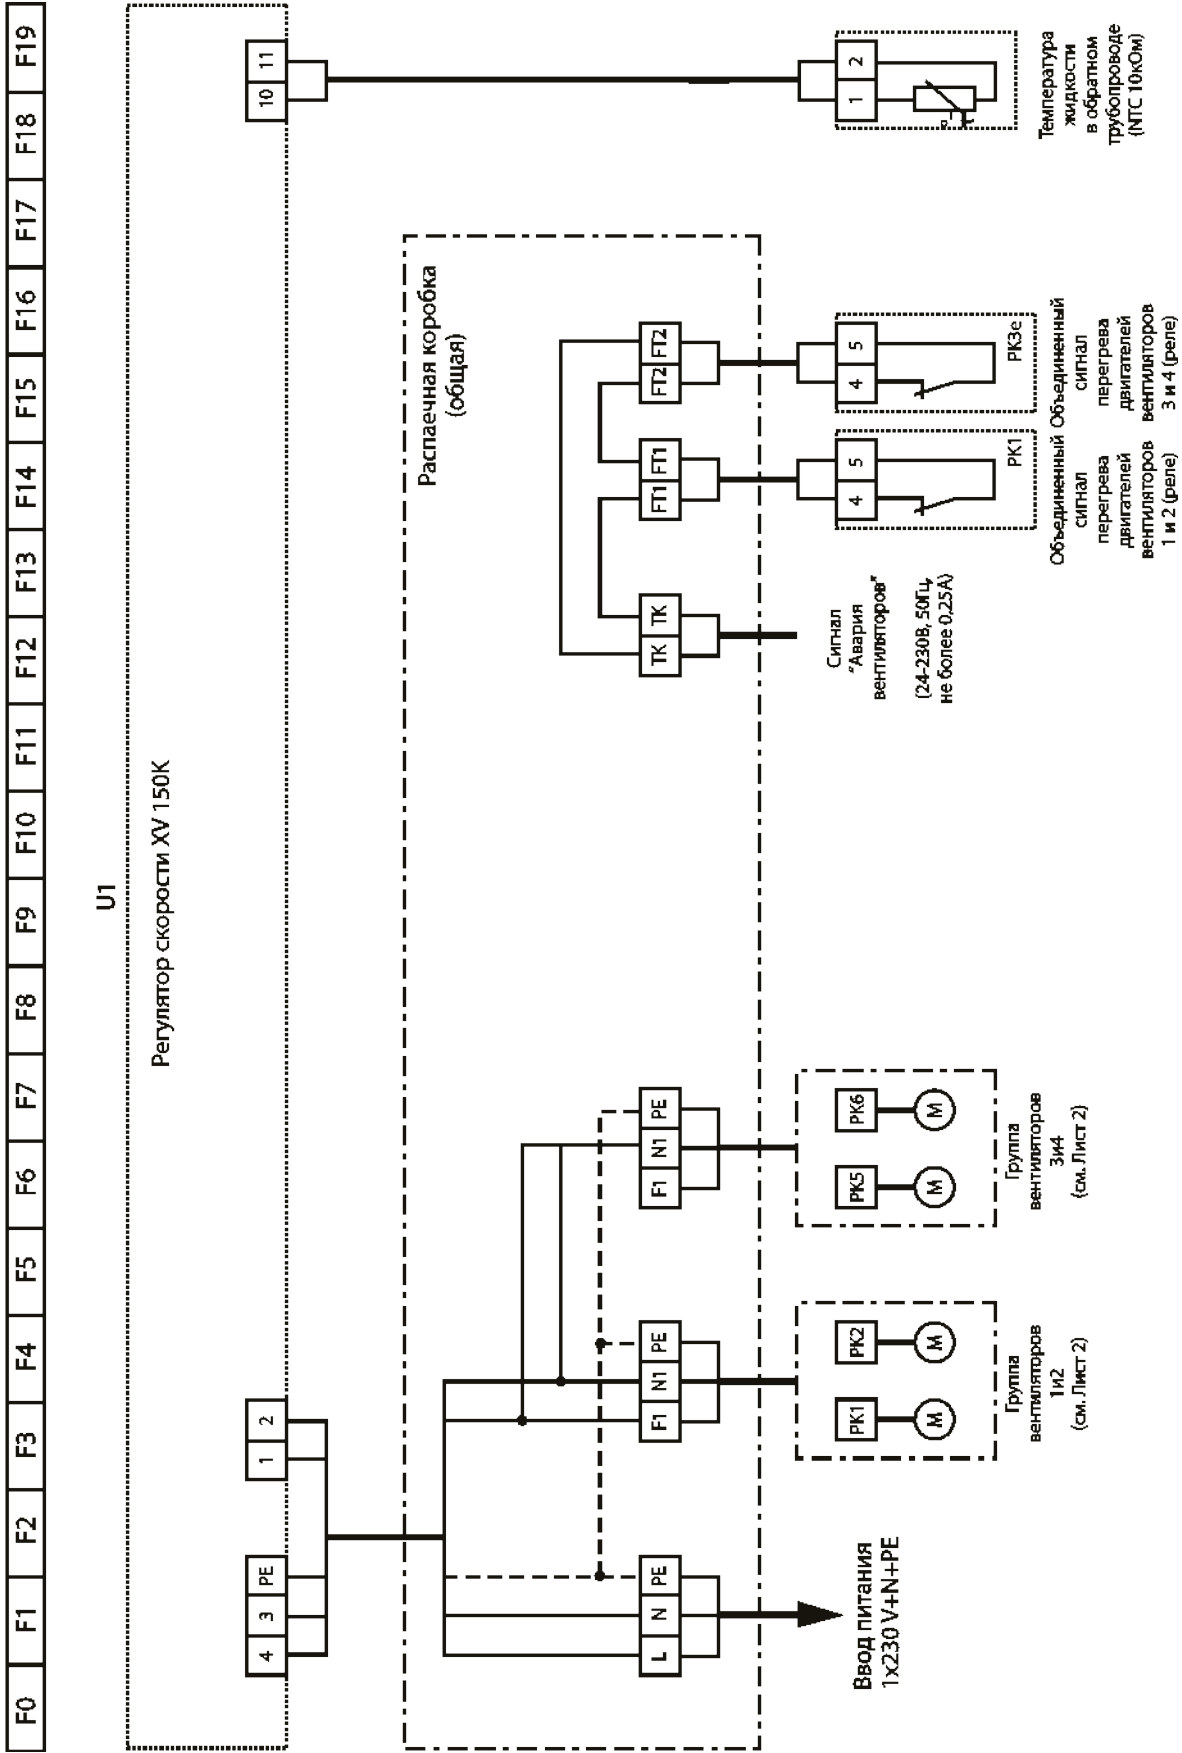 F0 F1 F2 F3 F4 F5 F6 F7 F8 F9 F10 F11 F12 F13 F14 F15 F16 F17 F18 F19
U1
Регулятор скорости XV 150K
4 3 PE 1 2 10 11
Распаечная коробка
(общая)
L N PE F1 N1 PE F1 N1 PE TK TK FT1 FT1 FT2 FT2
Ввод питания
1x230 V+N+PE
PK1 PK2
M M
Группа
вентиляторов
1и2
(см. Лист 2)
PK5 PK6
M M
Группа
вентиляторов
3и4
(см. Лист 2)
Сигнал
"Авария
вентиляторов"
(24-230В, 50Гц,
не более 0,25А)
4 5
PK1
Объединенный
сигнал
перегрева
двигателей
вентиляторов
1 и 2 (реле)
4 5
PK3e
Объединенный
сигнал
перегрева
двигателей
вентиляторов
3 и 4 (реле)
1 2
Температура
жидкости
в обратном
трубопроводе
(NTC 10кОм)